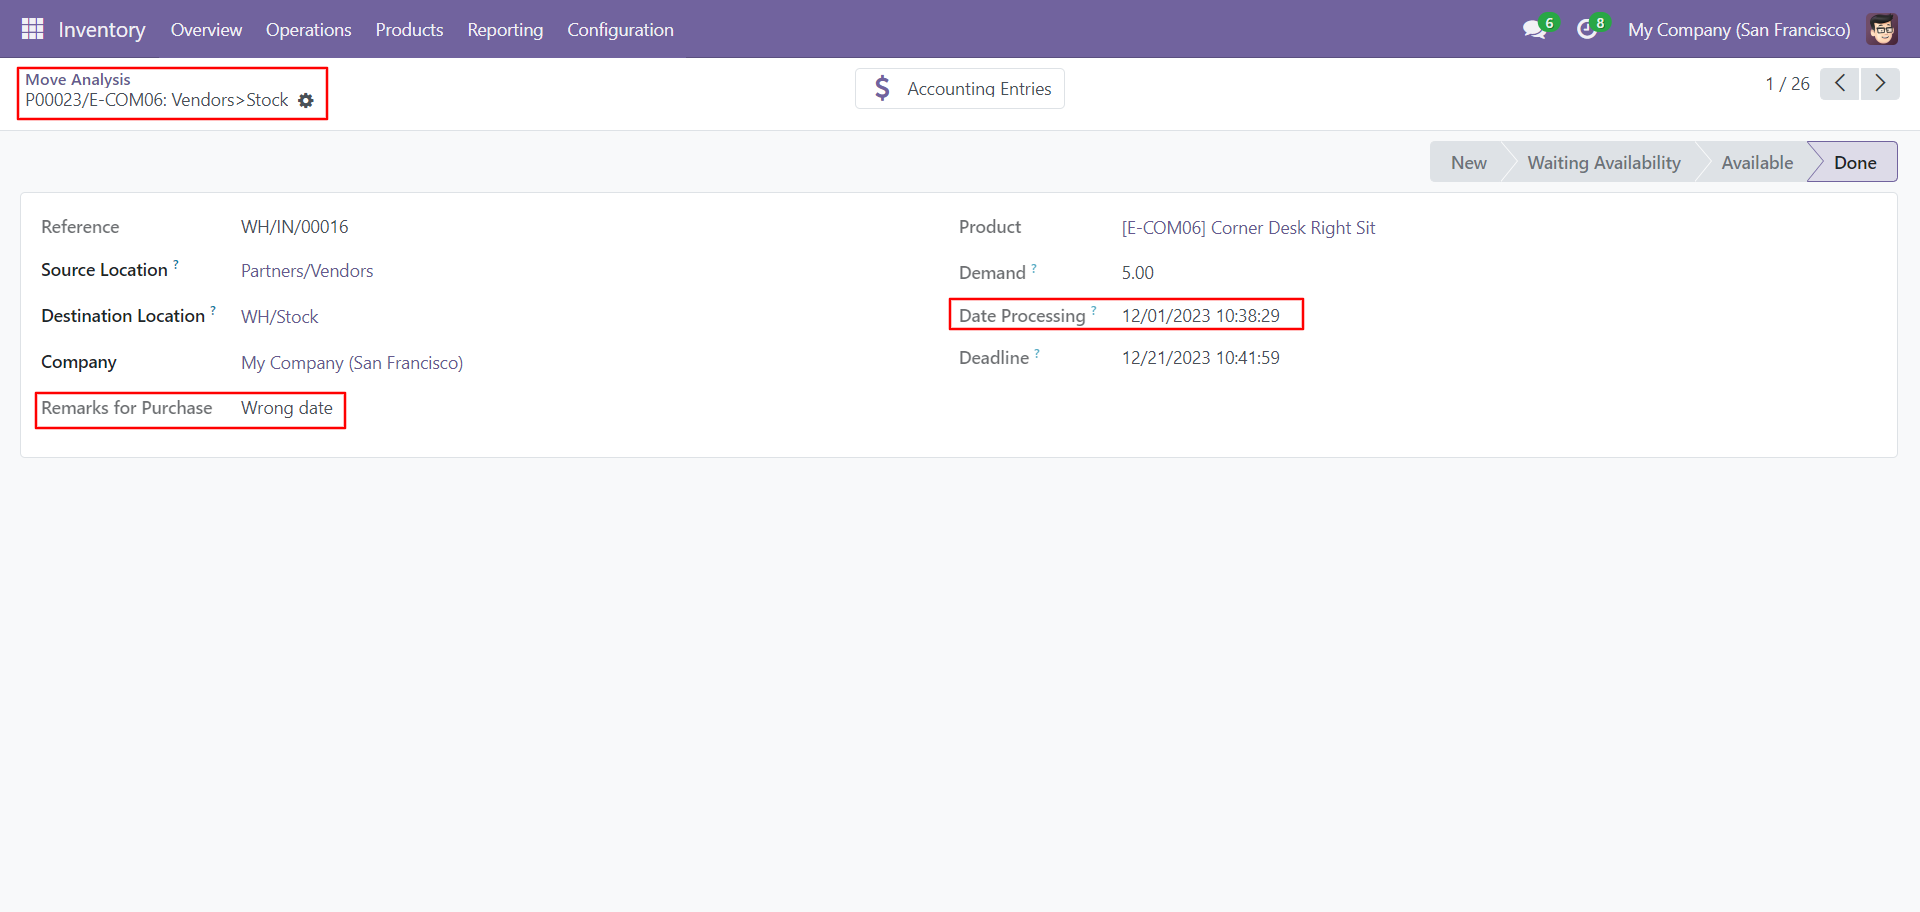 Inventory Overview Operations Products Reporting Configuration 6 8 My Company (San Francisco)
Move Analysis
P00023/E-COM06: Vendors>Stock
$ Accounting Entries
1 / 26
New Waiting Availability Available Done
Reference WH/IN/00016
Source Location ? Partners/Vendors
Destination Location ? WH/Stock
Company My Company (San Francisco)
Remarks for Purchase Wrong date
Product [E-COM06] Corner Desk Right Sit
Demand ? 5.00
Date Processing ? 12/01/2023 10:38:29
Deadline ? 12/21/2023 10:41:59